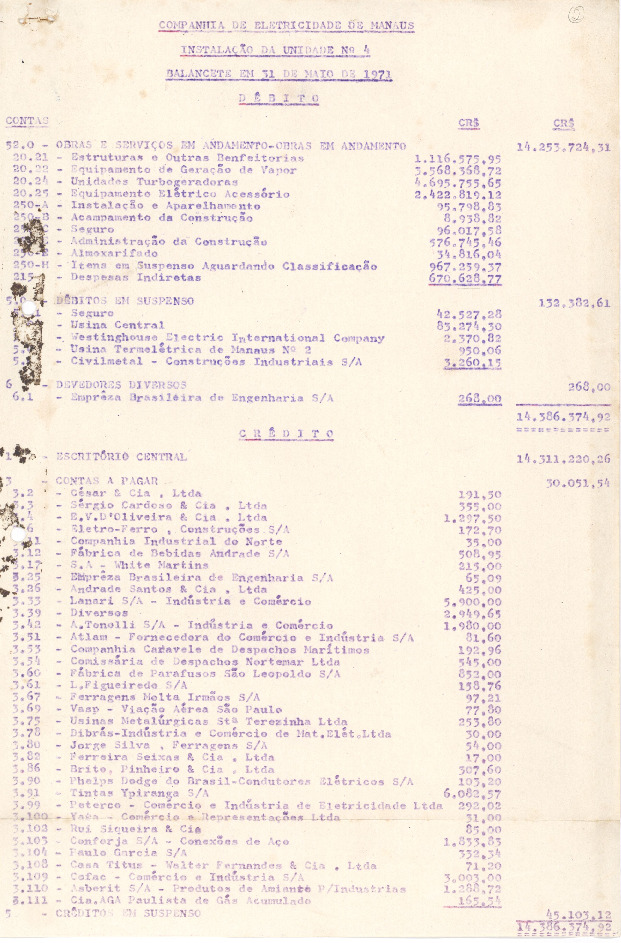 COMPANHIA DE ELETRICIDADE DE MANAUS
INSTALAÇÃO DA UNIDADE Nº 4
BALANCETE EM 31 DE MAIO DE 1971
D É B I T O
CONTAS CR$ CR$
52.0 - OBRAS E SERVIÇOS EM ANDAMENTO-OBRAS EM ANDAMENTO 14.253.724,31
20.21 - Estruturas e Outras Benfeitorias 1.116.575,95
20.22 - Equipamento de Geração de Vapor 3.568.368,72
20.24 - Unidades Turbogeradoras 4.695.755,65
20.25 - Equipamento Elétrico Acessório 2.422.819,12
250-A - Instalação e Aparelhamento 95.798,83
250-B - Acampamento da Construção 8.938,82
- Seguro 96.017,58
- Administração da Construção 576.745,46
- Almoxarifado 34.816,04
250-H - Itens em Suspenso Aguardando Classificação 967.259,37
215- - Despesas Indiretas 670.628,77
DÉBITOS EM SUSPENSO 132.382,61
- Seguro 42.527,28
- Usina Central 83.274,30
- Westinghouse Electric International Company 2.370,82
- Usina Termelétrica de Manaus Nº 2 950,06
- Civilmetal - Construções Industriais S/A 3.260,15
6 - DEVEDORES DIVERSOS 268,00
6.1 - Emprêza Brasiléira de Engenharia S/A 268,00
14.386.374,92
C R É D I T O
- ESCRITÓRIO CENTRAL 14.311.220,26
3 - CONTAS A PAGAR 30.051,54
3.2 - César & Cia . Ltda 191,50
.3 - Sérgio Cardoso & Cia . Ltda 355,00
- E.V.D'Oliveira & Cia . Ltda 1.297,50
6 - Eletro-Ferro , Construções S/A 172,70
- Companhia Industrial do Norte 35,00
3.12 - Fábrica de Bebidas Andrade S/A 508,95
3.17 - S.A - White Martins 215,00
3.25 - Emprêza Brasileira de Engenharia S/A 65,09
3.26 - Andrade Santos & Cia . Ltda 425,00
3.33 - Lanari S/A - Indústria e Comércio 5.900,00
3.39 - Diversos 2.949,65
3.42 - A.Tonolli S/A - Indústria e Comércio 1.980,00
3.51 - Atlam - Fornecedora do Comércio e Indústria S/A 81,60
3.53 - Companhia Caravele de Despachos Marítimos 192,96
3.54 - Comissária de Despachos Nortemar Ltda 545,00
3.60 - Fábrica de Parafusos São Leopoldo S/A 852,00
3.61 - L.Figueiredo S/A 158,76
3.67 - Ferragens Molta Irmãos S/A 97,21
3.69 - Vasp - Viação Aérea São Paulo 77,80
3.75 - Usinas Metalúrgicas Stª Terezinha Ltda 253,80
3.78 - Dibrás-Indústria e Comércio de Mat.Elét.Ltda 30,00
3.80 - Jorge Silva , Ferragens S/A 54,00
3.82 - Ferreira Seixas & Cia . Ltda 17,00
3.86 - Brito, Pinheiro & Cia . Ltda 307,60
3.90 - Phelps Dodge do Brasil-Condutores Elétricos S/A 103,20
3.91 - Tintas Ypiranga S/A 6.082,57
3.99 - Peterco - Comércio e Indústria de Eletricidade Ltda 292,02
3.100 - Comércio e Representações Ltda 31,00
3.102 - Rui Siqueira & Cia 85,00
3.103 - Conforja S/A - Conexões de Aço 1.833,83
3.104 - Paulo Garcia S/A 332,34
3.108 - Casa Titus - Walter Fernandes & Cia . Ltda 71,20
3.109 - Cofac - Comércio e Indústria S/A 3.003,00
3.110 - Asberit S/A - Produtos de Amianto P/Industrias 1.288,72
3.111 - Cia.AGA Paulista de Gás Acumulado 165,54
5 - CRÉDITOS EM SUSPENSO 45.103,12
14.386.374,92